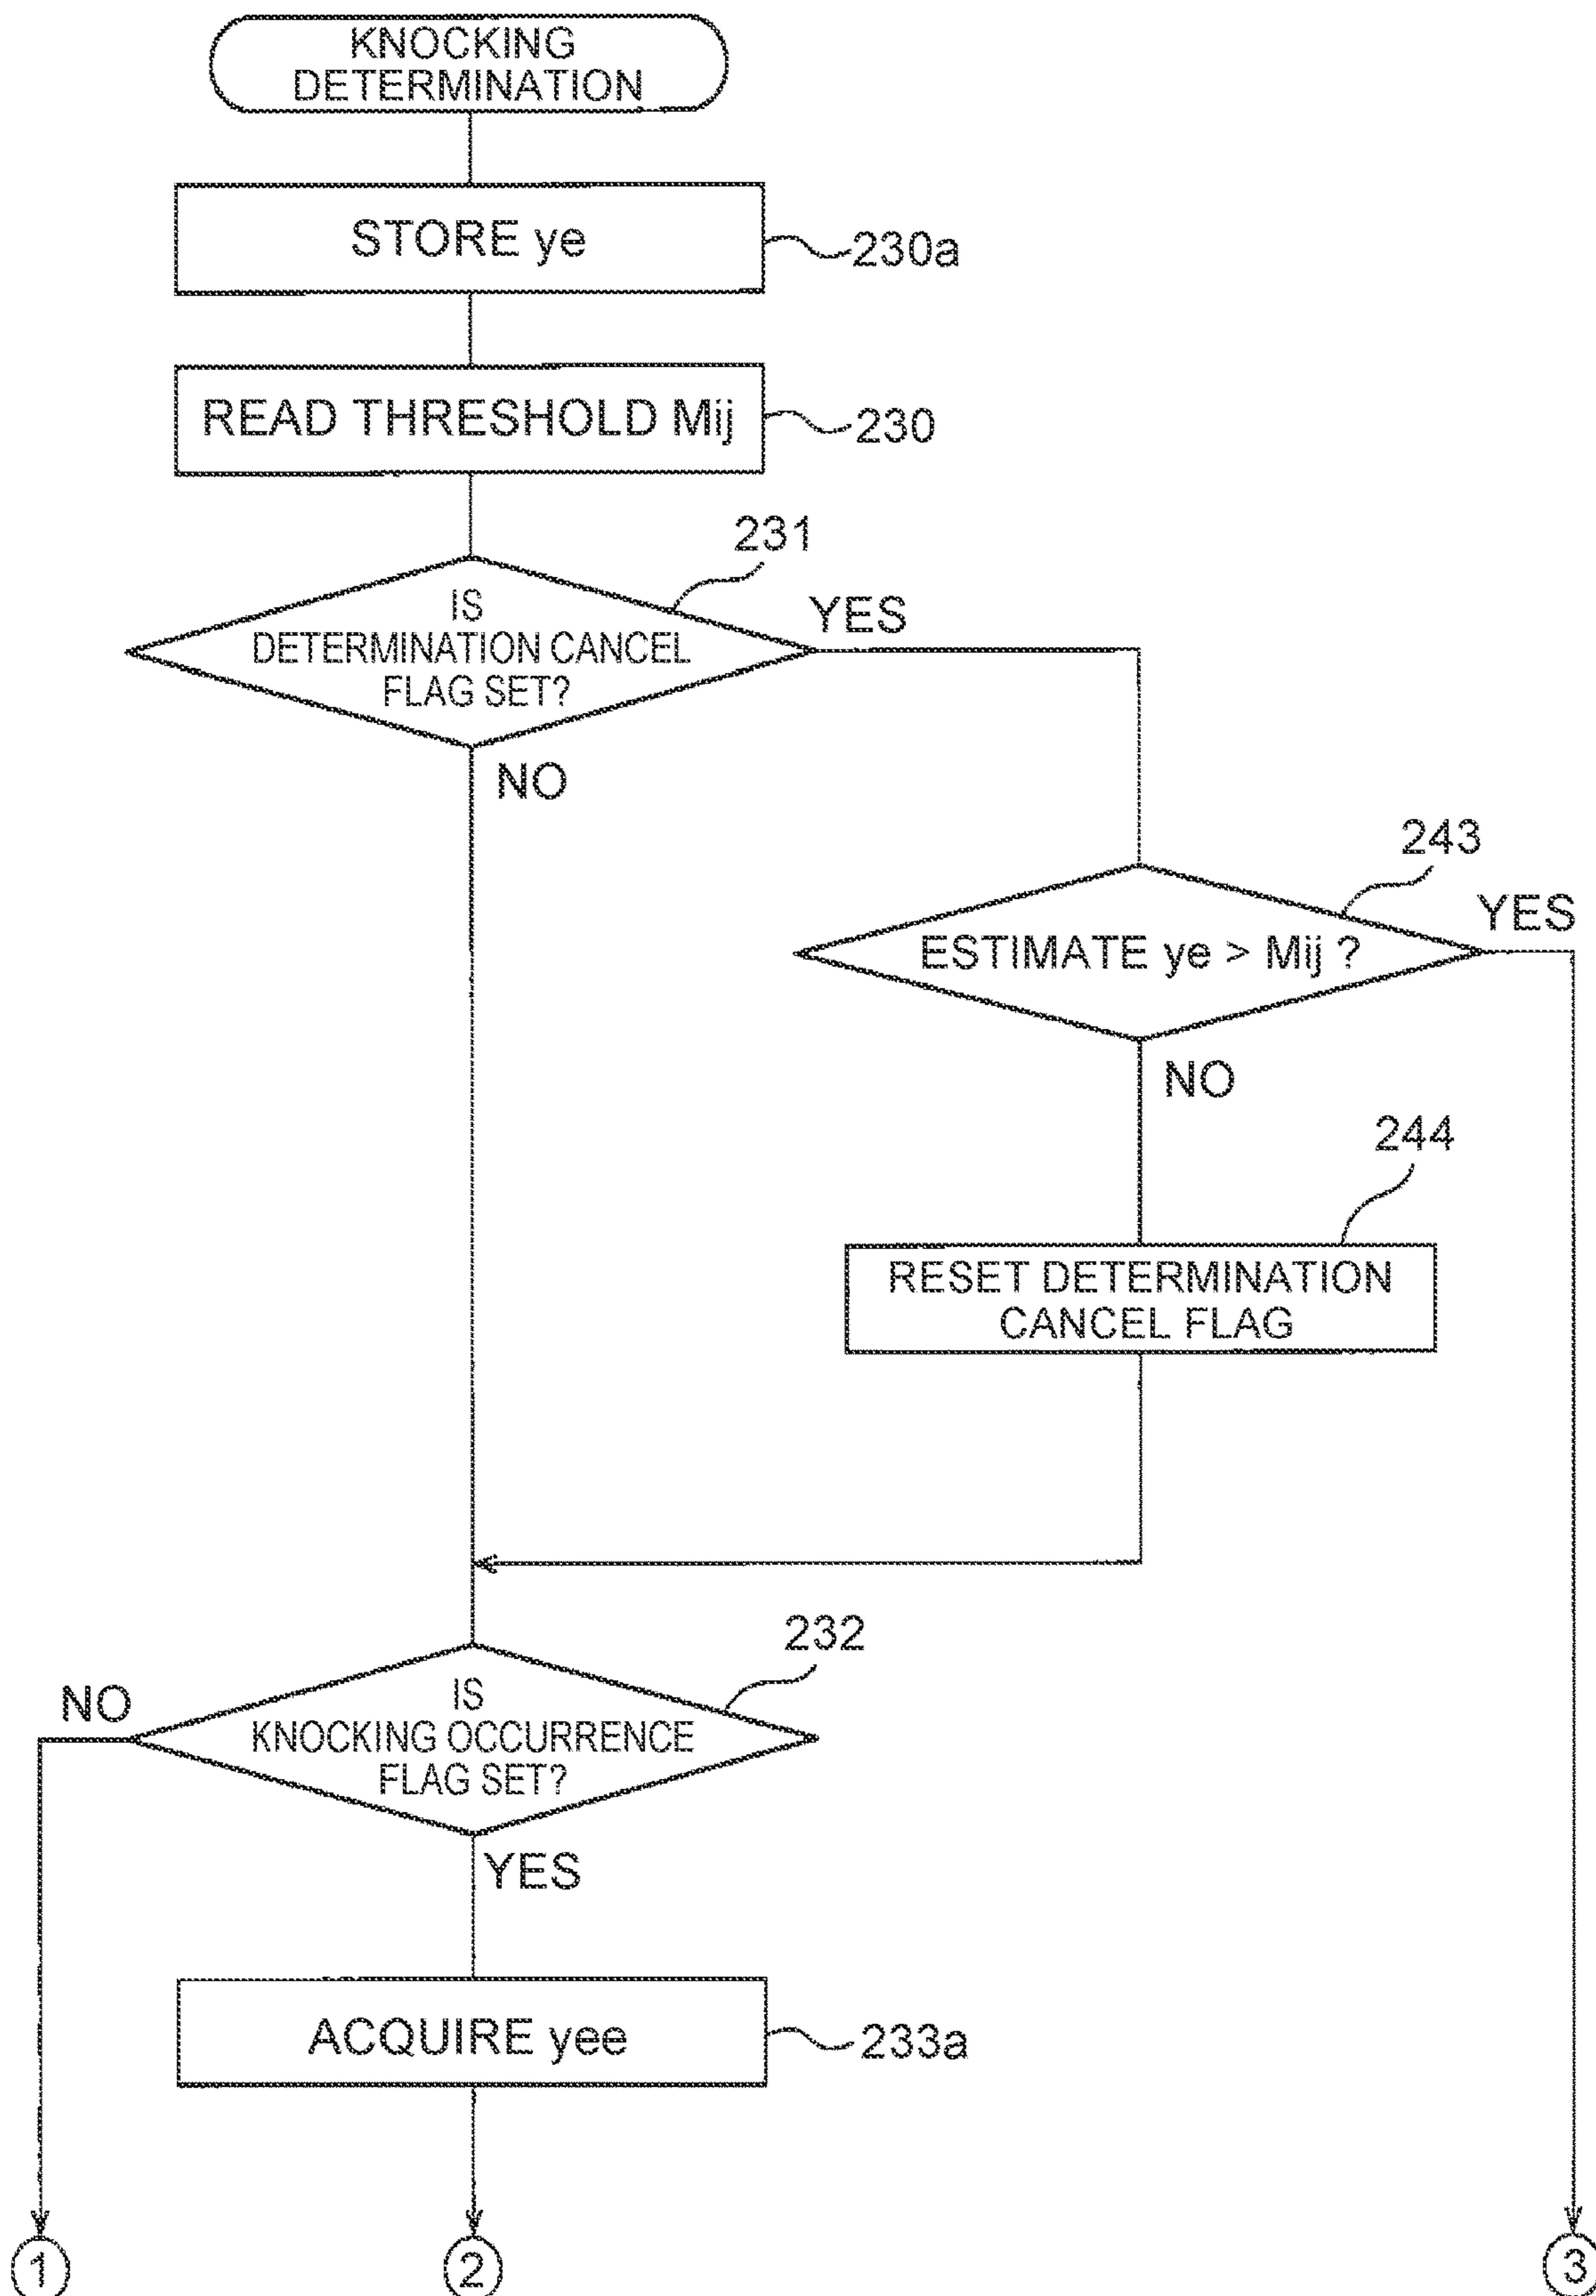 KNOCKING
DETERMINATION
STORE ye
230a
READ THRESHOLD Mij
230
231
IS
DETERMINATION CANCEL
FLAG SET?
YES
NO
243
ESTIMATE ye > Mij ?
YES
NO
244
RESET DETERMINATION
CANCEL FLAG
232
NO
IS
KNOCKING OCCURRENCE
FLAG SET?
YES
ACQUIRE yee
233a
1
2
3